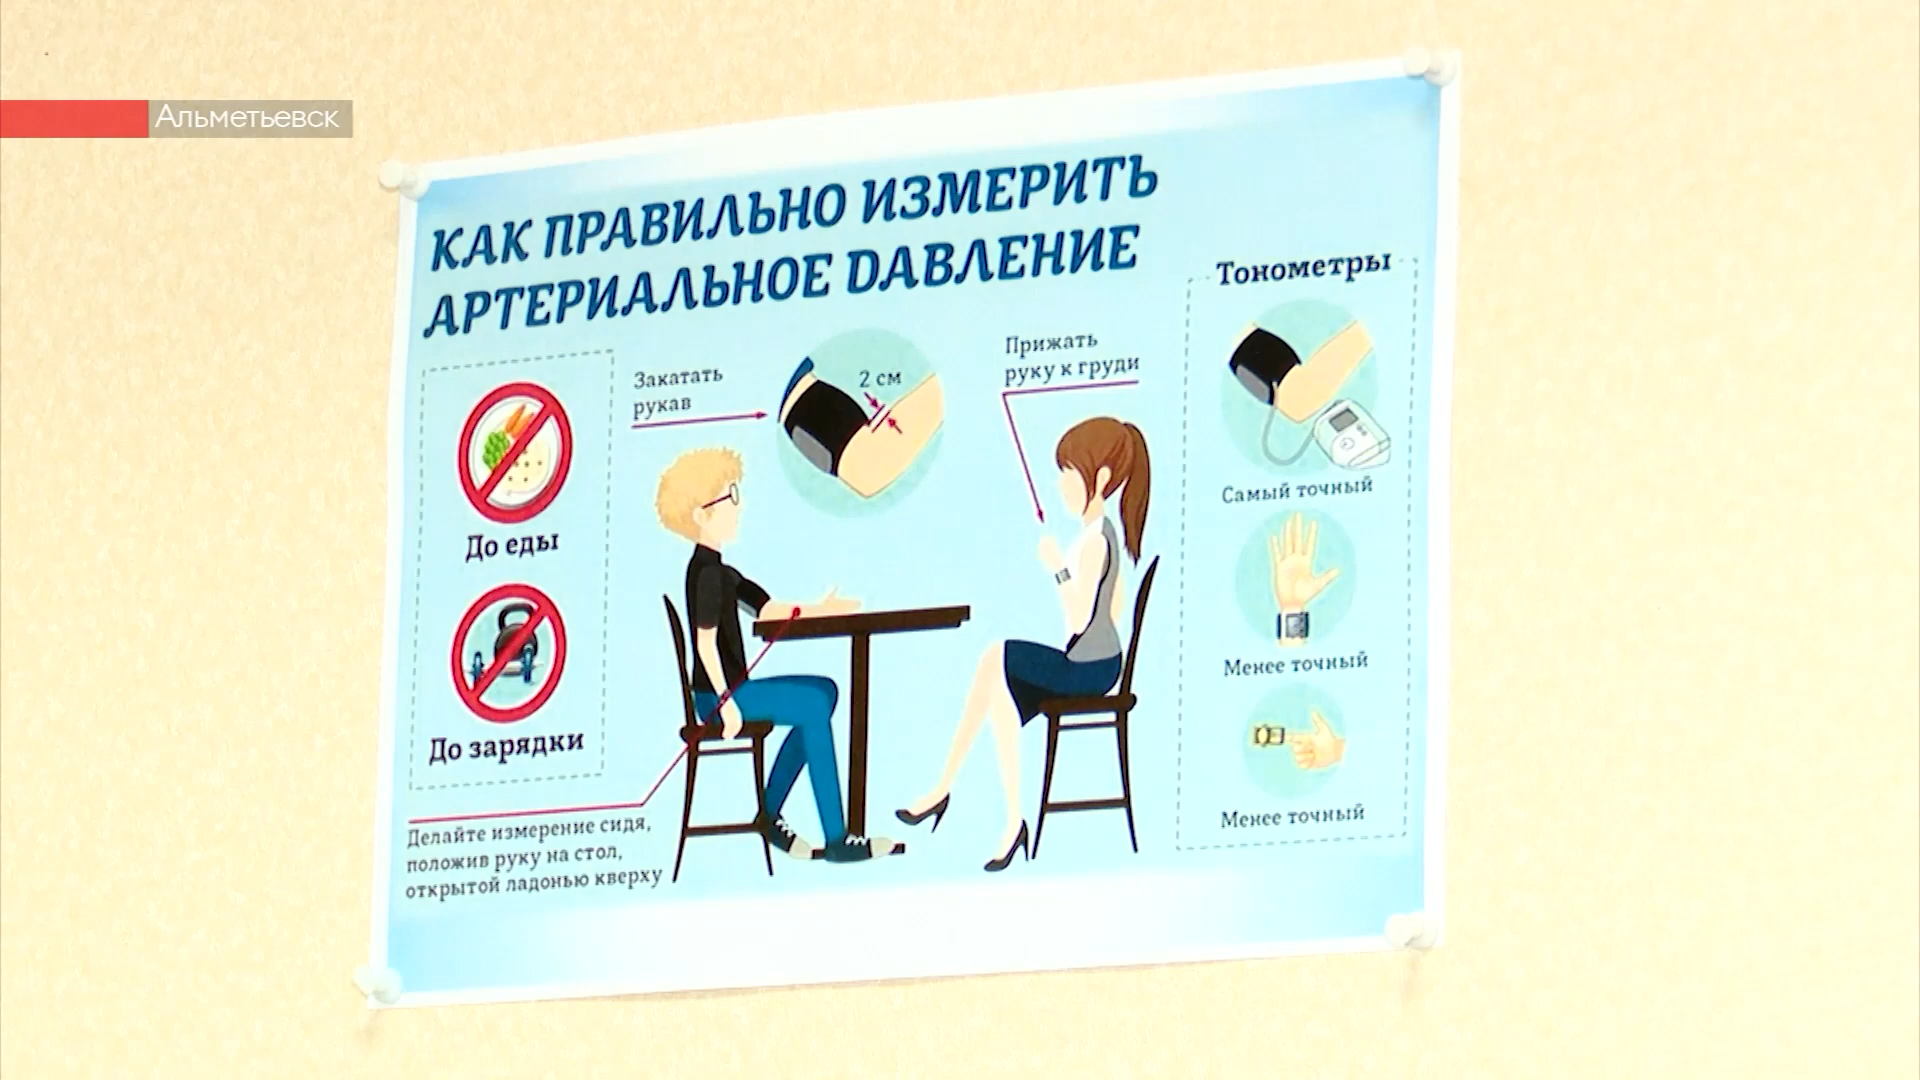 Альметьевск
КАК ПРАВИЛЬНО ИЗМЕРИТЬ
АРТЕРИАЛЬНОЕ ДАВЛЕНИЕ
До еды
До зарядки
Закатать
рукав
2 см
Прижать
руку к груди
Делайте измерение сидя,
положив руку на стол,
открытой ладонью кверху
Тонометры
Самый точный
Менее точный
Менее точный